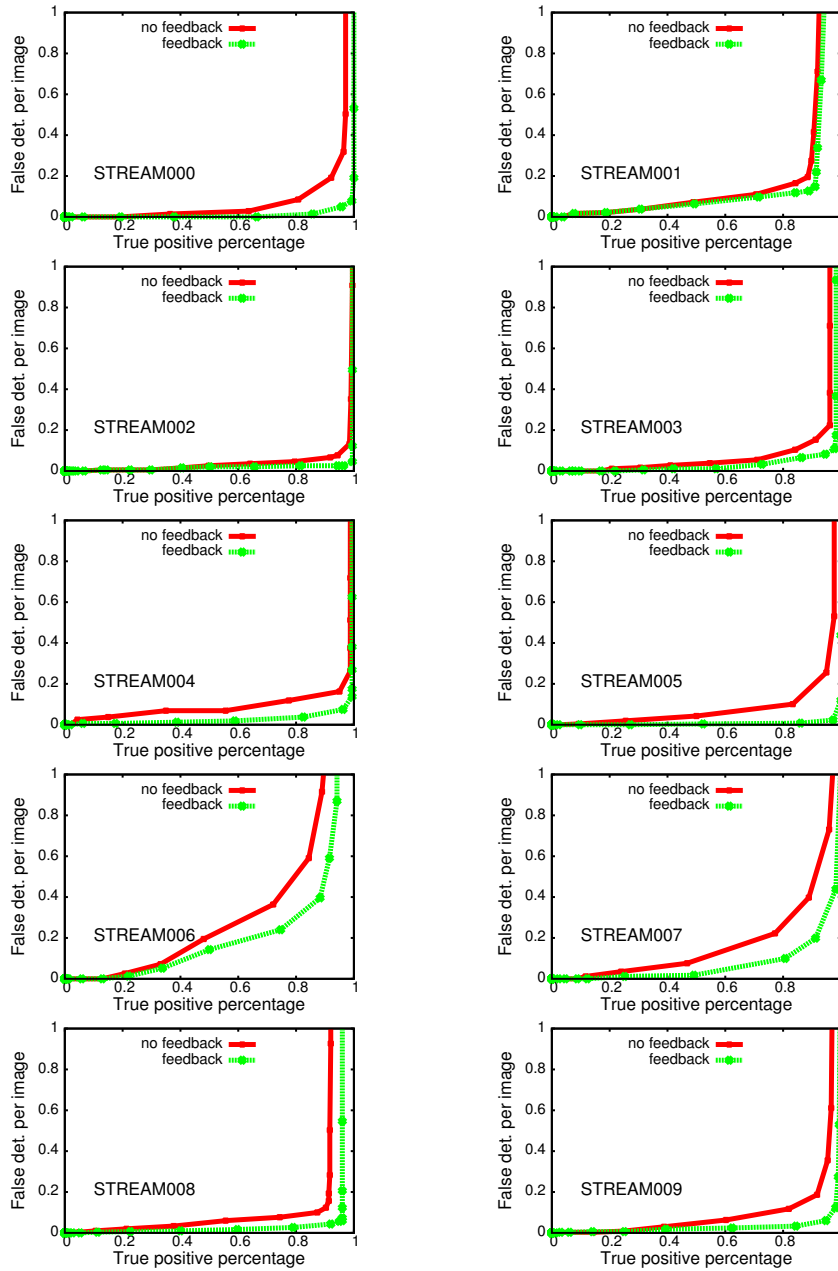 False det. per image
1
0.8
0.6
0.4
0.2
0
no feedback
feedback
STREAM000
0 0.2 0.4 0.6 0.8 1
True positive percentage
False det. per image
1
0.8
0.6
0.4
0.2
0
no feedback
feedback
STREAM001
0 0.2 0.4 0.6 0.8
True positive percentage
False det. per image
1
0.8
0.6
0.4
0.2
0
no feedback
feedback
STREAM002
0 0.2 0.4 0.6 0.8 1
True positive percentage
False det. per image
1
0.8
0.6
0.4
0.2
0
no feedback
feedback
STREAM003
0 0.2 0.4 0.6 0.8
True positive percentage
False det. per image
1
0.8
0.6
0.4
0.2
0
no feedback
feedback
STREAM004
0 0.2 0.4 0.6 0.8 1
True positive percentage
False det. per image
1
0.8
0.6
0.4
0.2
0
no feedback
feedback
STREAM005
0 0.2 0.4 0.6 0.8
True positive percentage
False det. per image
1
0.8
0.6
0.4
0.2
0
no feedback
feedback
STREAM006
0 0.2 0.4 0.6 0.8 1
True positive percentage
False det. per image
1
0.8
0.6
0.4
0.2
0
no feedback
feedback
STREAM007
0 0.2 0.4 0.6 0.8
True positive percentage
False det. per image
1
0.8
0.6
0.4
0.2
0
no feedback
feedback
STREAM008
0 0.2 0.4 0.6 0.8 1
True positive percentage
False det. per image
1
0.8
0.6
0.4
0.2
0
no feedback
feedback
STREAM009
0 0.2 0.4 0.6 0.8
True positive percentage